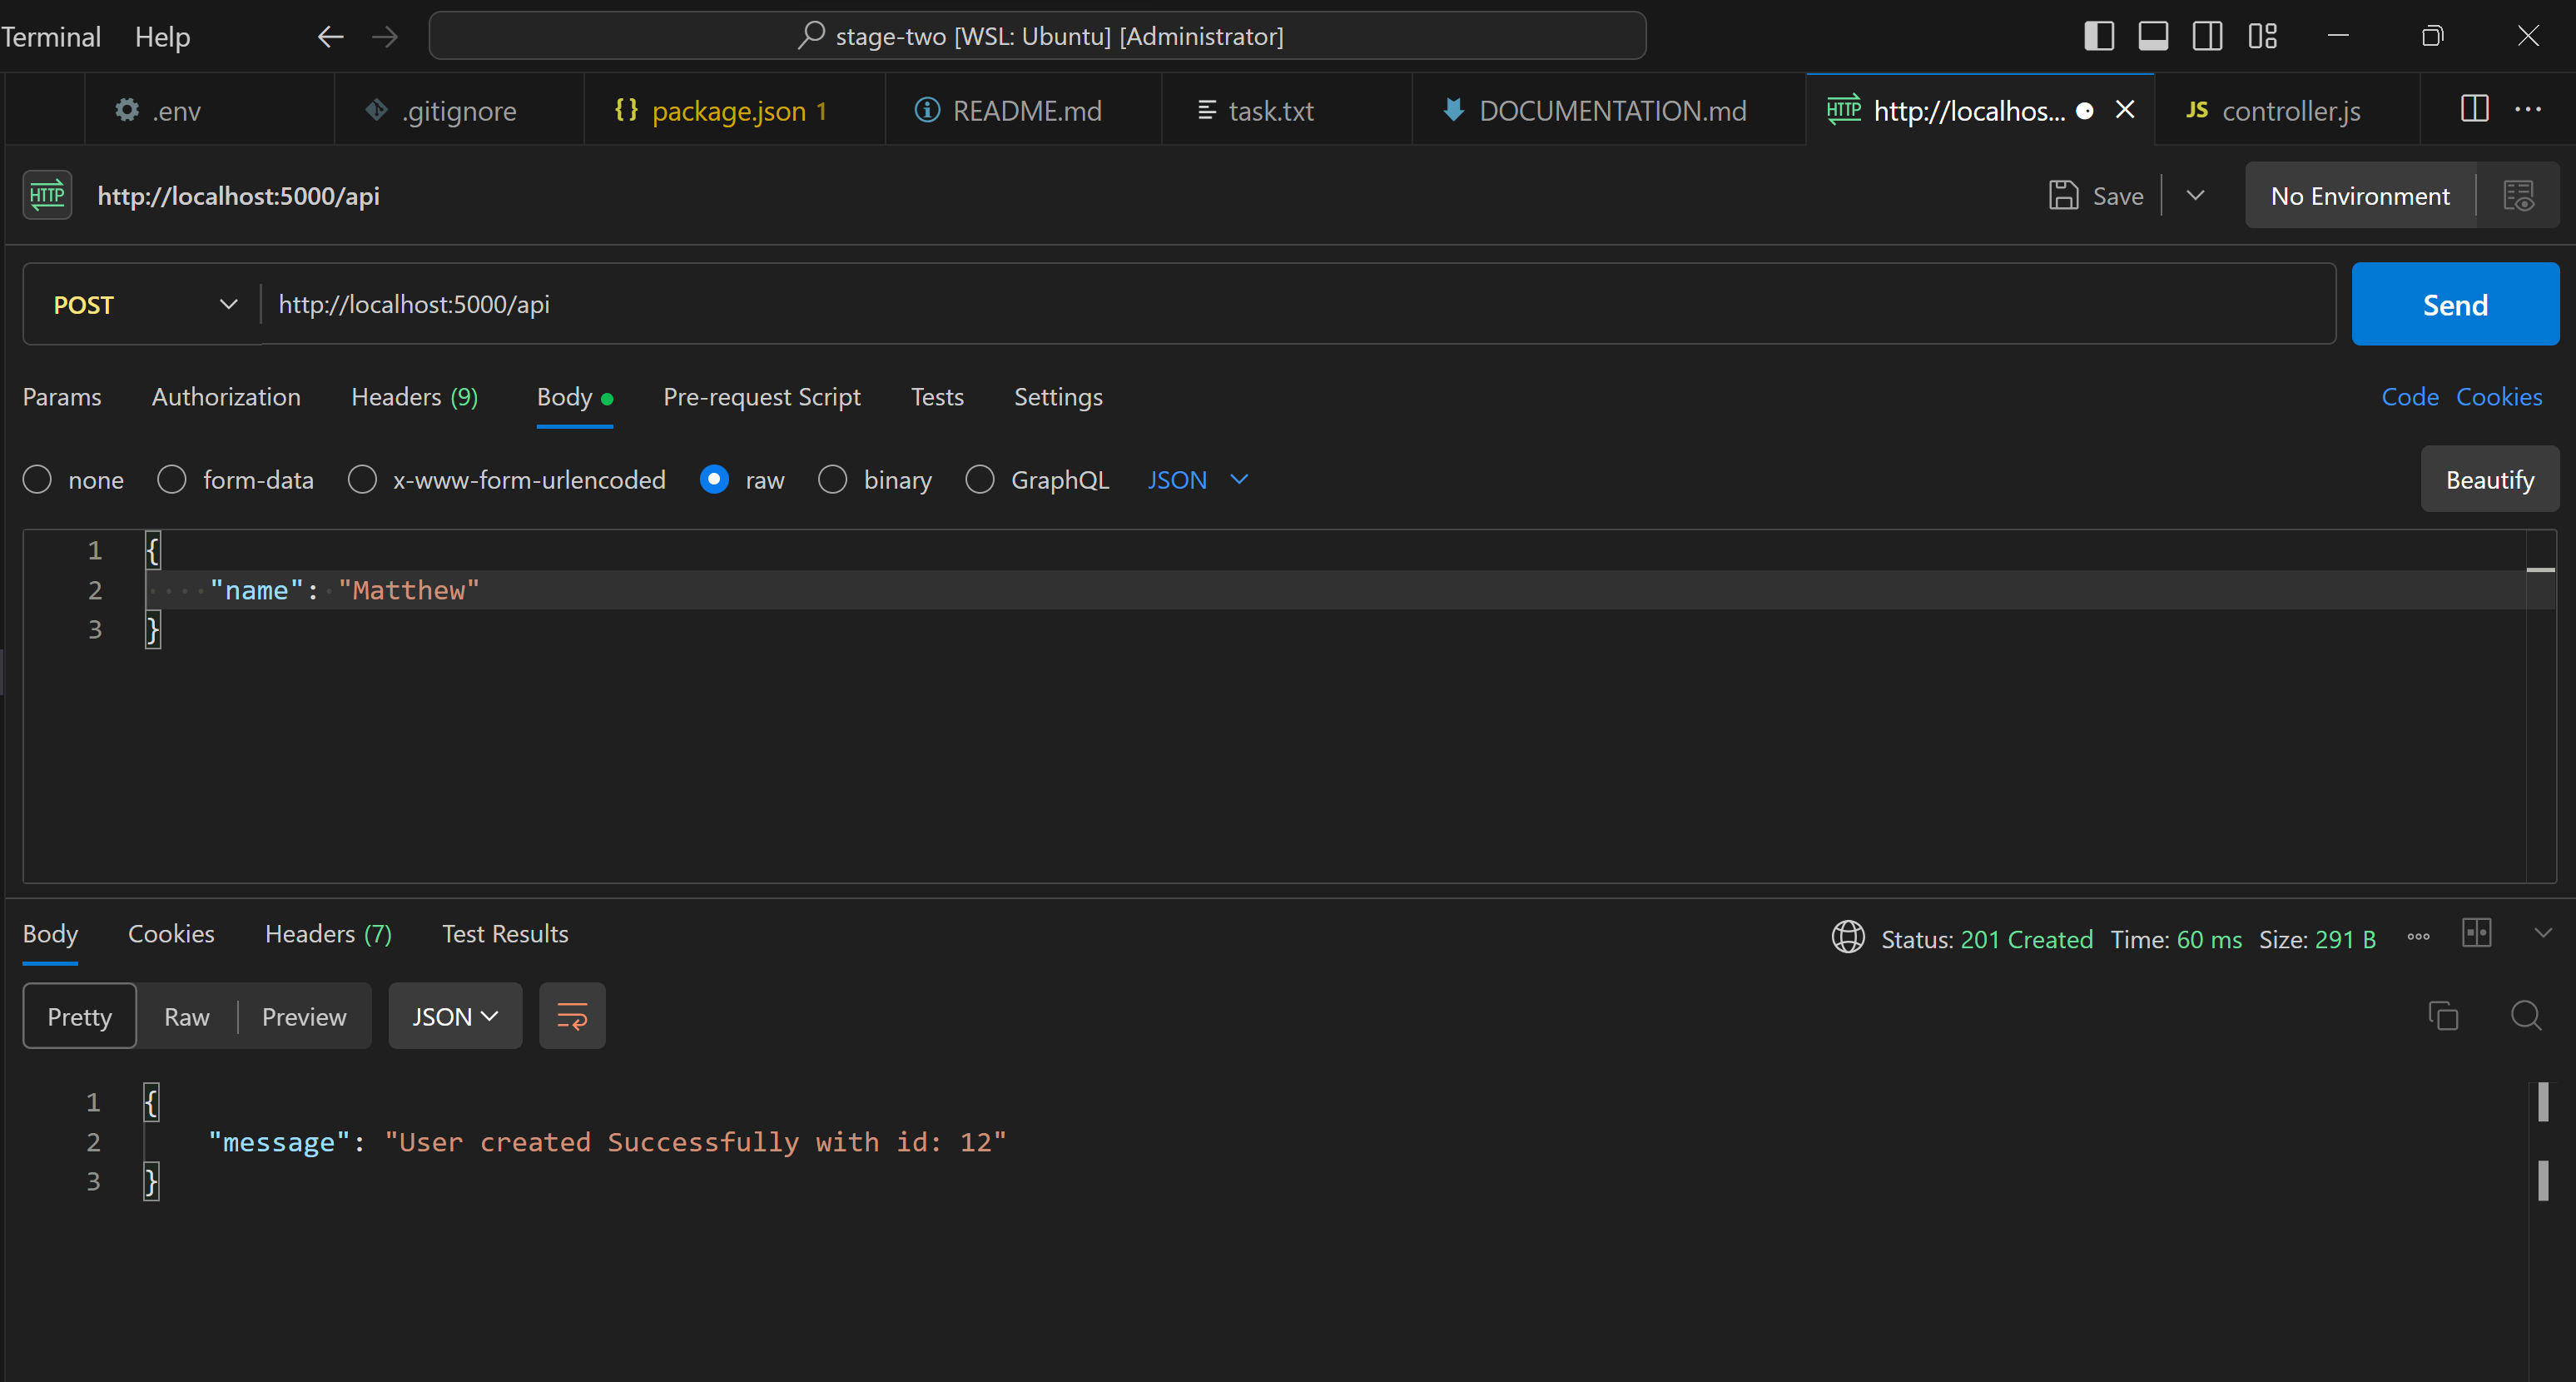 Terminal Help stage-two [WSL: Ubuntu] [Administrator]
.env .gitignore {} package.json 1 README.md task.txt DOCUMENTATION.md HTTP http://localhos... JS controller.js
HTTP http://localhost:5000/api Save No Environment
POST http://localhost:5000/api Send
Params Authorization Headers (9) Body Pre-request Script Tests Settings Code Cookies
none form-data x-www-form-urlencoded raw binary GraphQL JSON Beautify
1 {
2 "name": "Matthew"
3 }
Body Cookies Headers (7) Test Results Status: 201 Created Time: 60 ms Size: 291 B
Pretty Raw Preview JSON
1 {
2 "message": "User created Successfully with id: 12"
3 }